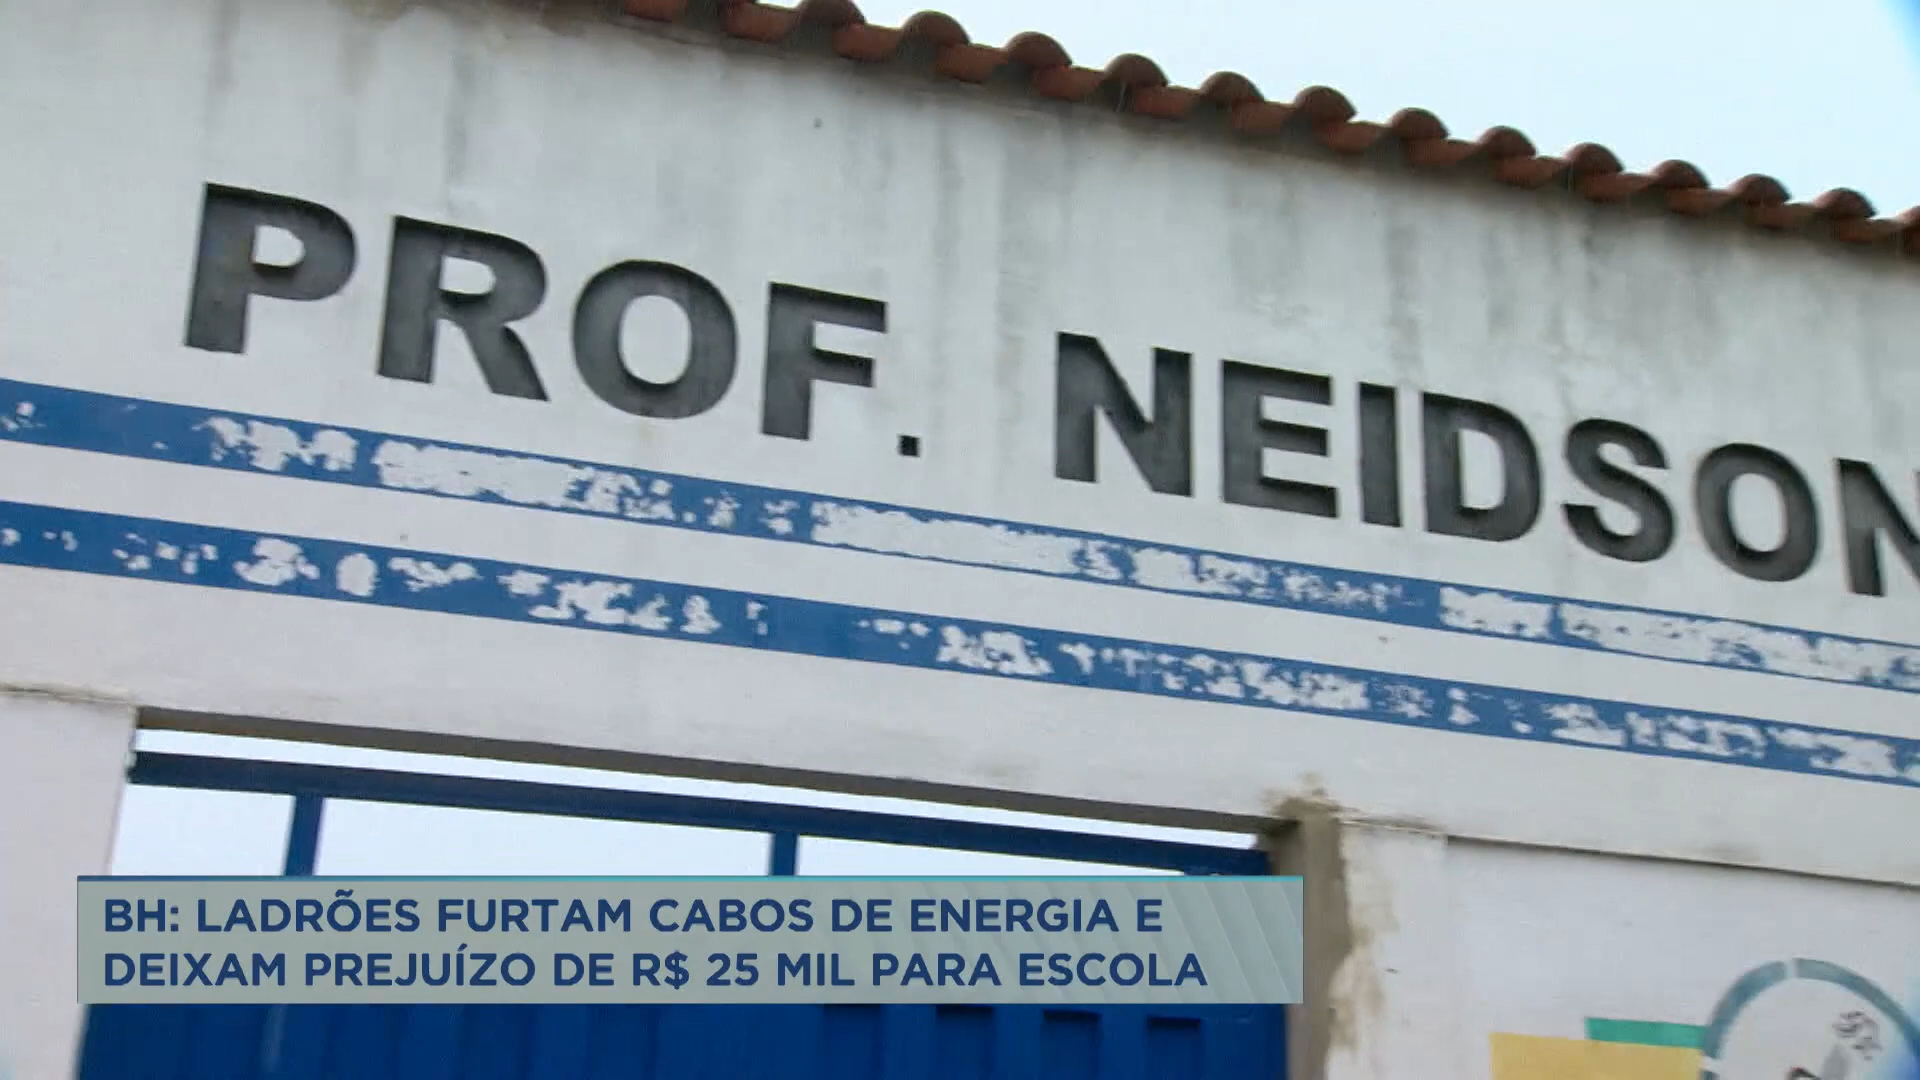 PROF. NEIDSON
BH: LADRÕES FURTAM CABOS DE ENERGIA E
DEIXAM PREJUÍZO DE R$ 25 MIL PARA ESCOLA